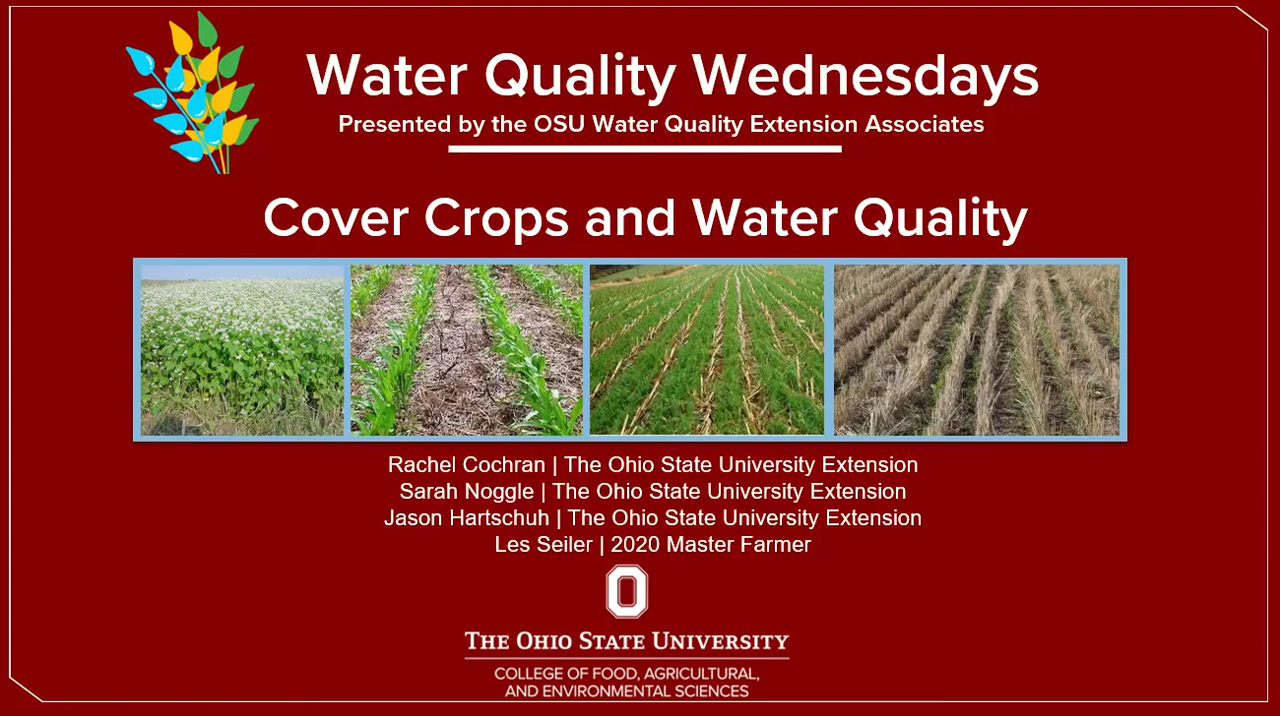 Water Quality Wednesdays
Presented by the OSU Water Quality Extension Associates
Cover Crops and Water Quality
Rachel Cochran | The Ohio State University Extension
Sarah Noggle | The Ohio State University Extension
Jason Hartschuh | The Ohio State University Extension
Les Seiler | 2020 Master Farmer
THE OHIO STATE UNIVERSITY
COLLEGE OF FOOD, AGRICULTURAL,
AND ENVIRONMENTAL SCIENCES